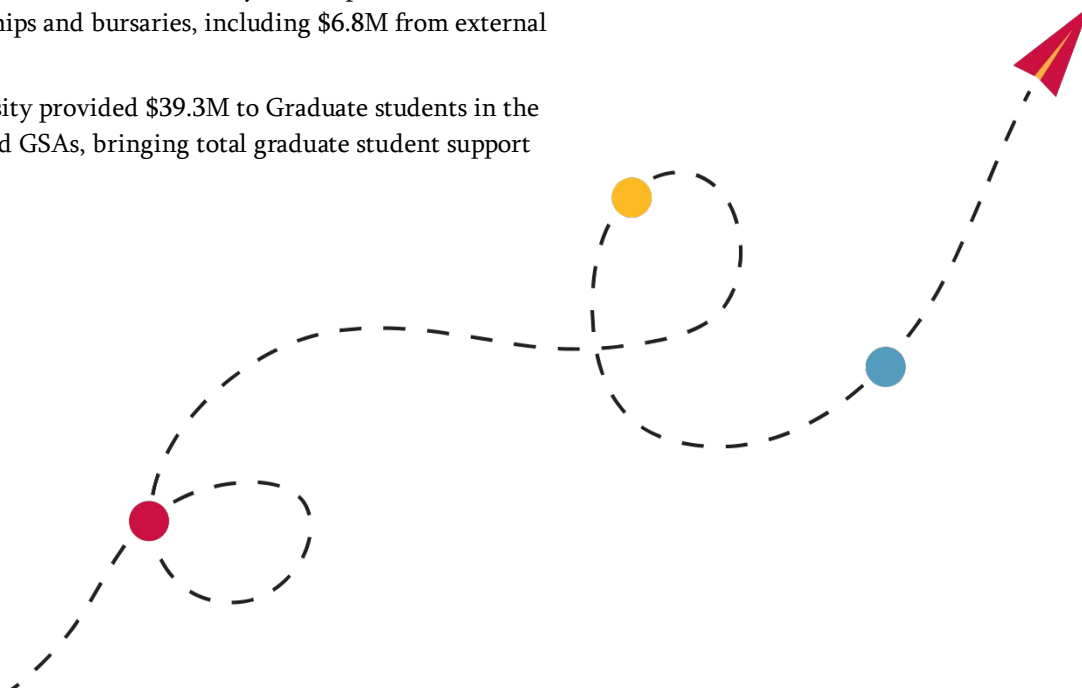 hips and bursaries, including $6.8M from external
sity provided $39.3M to Graduate students in the
d GSAs, bringing total graduate student support